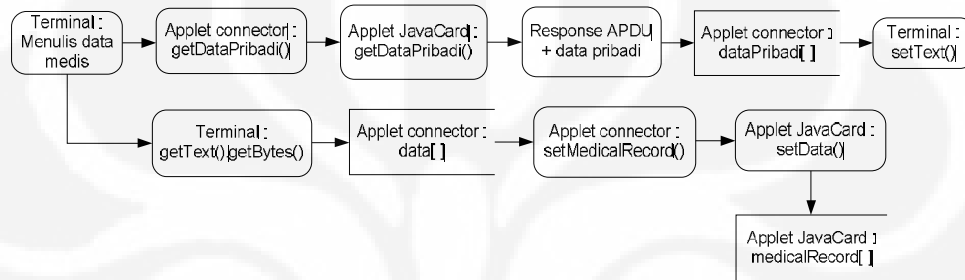 Terminal :
Menulis data
medis
Applet connector :
getDataPribadi()
Applet JavaCard :
getDataPribadi()
Response APDU
+ data pribadi
Applet connector :
dataPribadi[ ]
Terminal :
setText()
Terminal :
getText().getBytes()
Applet connector :
data[ ]
Applet connector :
setMedicalRecord()
Applet JavaCard :
setData()
Applet JavaCard :
medicalRecord[ ]